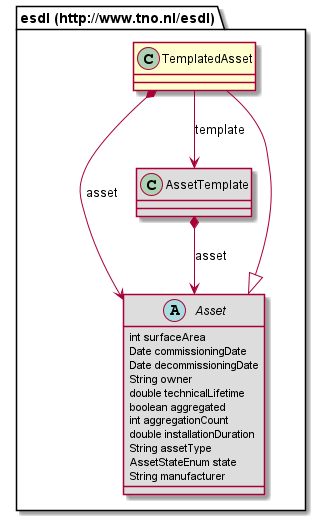 esdl (http://www.tno.nl/esdl)
C TemplatedAsset
template
C AssetTemplate
asset
asset
A Asset
int surfaceArea
Date commissioningDate
Date decommissioningDate
String owner
double technicalLifetime
boolean aggregated
int aggregationCount
double installationDuration
String assetType
AssetStateEnum state
String manufacturer